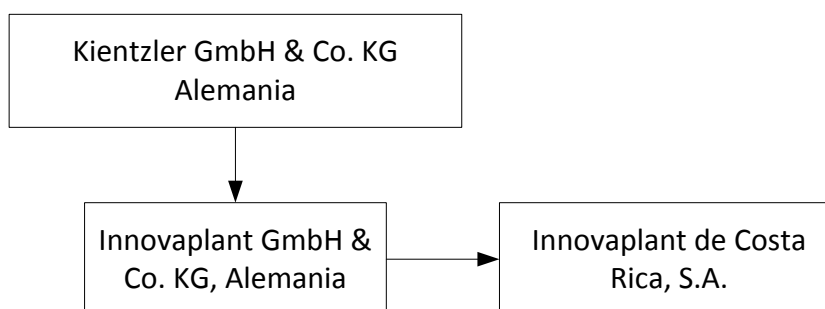 Kientzler GmbH & Co. KG
Alemania
Innovaplant GmbH &
Co. KG, Alemania
Innovaplant de Costa
Rica, S.A.